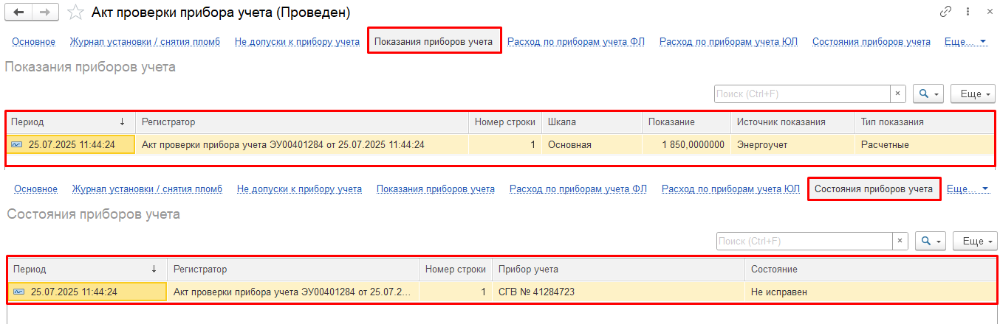 Акт проверки прибора учета (Проведен)
Основное Журнал установки / снятия пломб Не допуски к прибору учета Показания приборов учета Расход по приборам учета ФЛ Расход по приборам учета ЮЛ Состояния приборов учета Еще...
Показания приборов учета
Поиск (Ctrl+F) × Еще
Период ↓ Регистратор Номер строки Шкала Показание Источник показания Тип показания
25.07.2025 11:44:24 Акт проверки прибора учета ЭУ00401284 от 25.07.2025 11:44:24 1 Основная 1 850,0000000 Энергоучет Расчетные
Основное Журнал установки / снятия пломб Не допуски к прибору учета Показания приборов учета Расход по приборам учета ФЛ Расход по приборам учета ЮЛ Состояния приборов учета Еще...
Состояния приборов учета
Поиск (Ctrl+F) × Еще
Период ↓ Регистратор Номер строки Прибор учета Состояние
25.07.2025 11:44:24 Акт проверки прибора учета ЭУ00401284 от 25.07.2... 1 СГВ № 41284723 Не исправен